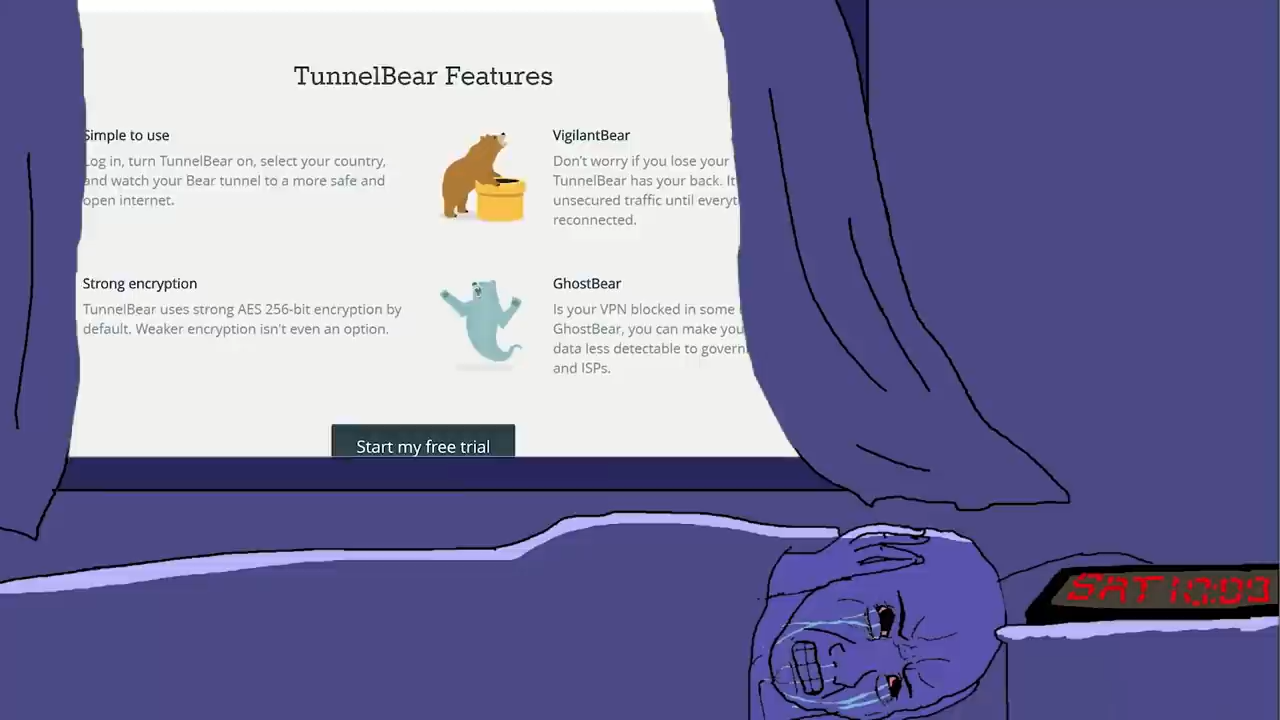 TunnelBear Features
Simple to use
Log in, turn TunnelBear on, select your country,
and watch your Bear tunnel to a more safe and
open internet.
VigilantBear
Don't worry if you lose your
TunnelBear has your back. It
unsecured traffic until everyt
reconnected.
Strong encryption
TunnelBear uses strong AES 256-bit encryption by
default. Weaker encryption isn't even an option.
GhostBear
Is your VPN blocked in some
GhostBear, you can make you
data less detectable to govern
and ISPs.
Start my free trial
SAT 10:03